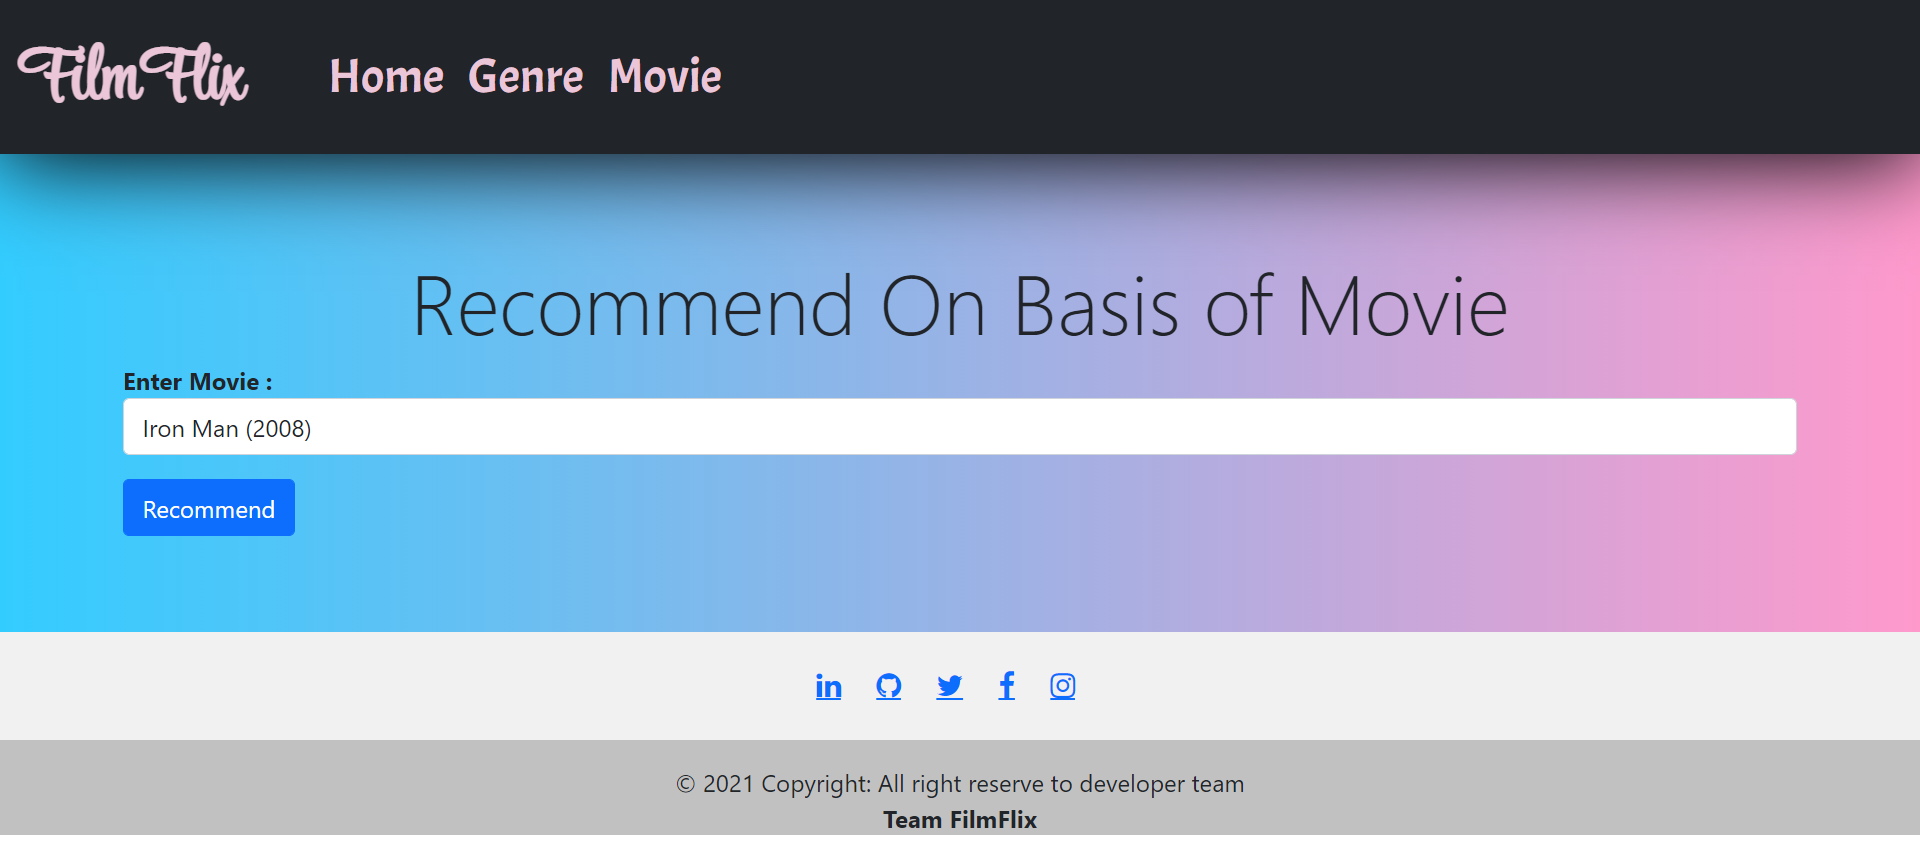 FilmFlix Home Genre Movie
Recommend On Basis of Movie
Enter Movie :
Iron Man (2008)
Recommend
© 2021 Copyright: All right reserve to developer team
Team FilmFlix